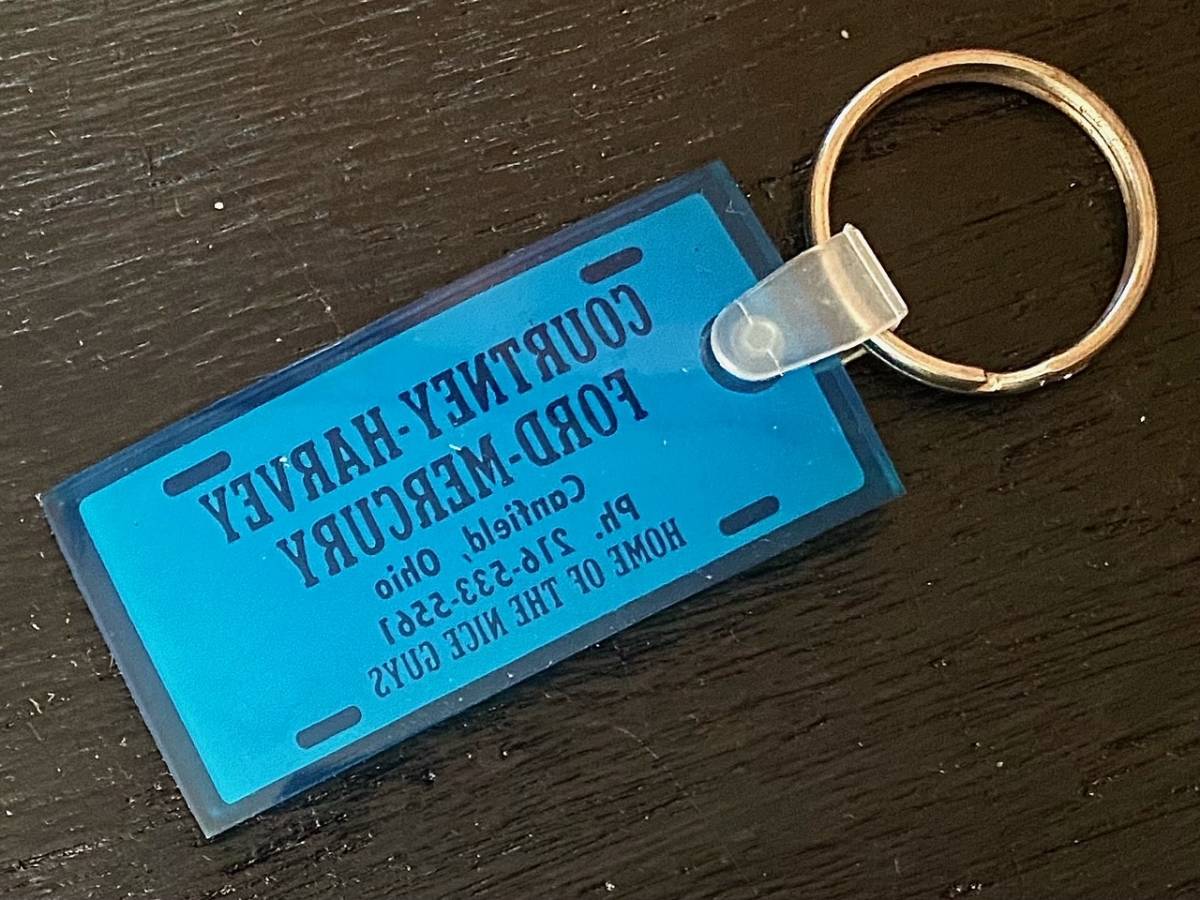 COURTNEY-HARVEY
FORD-MERCURY
Canfield, Ohio
Ph. 216-533-5561
HOME OF THE NICE GUYS